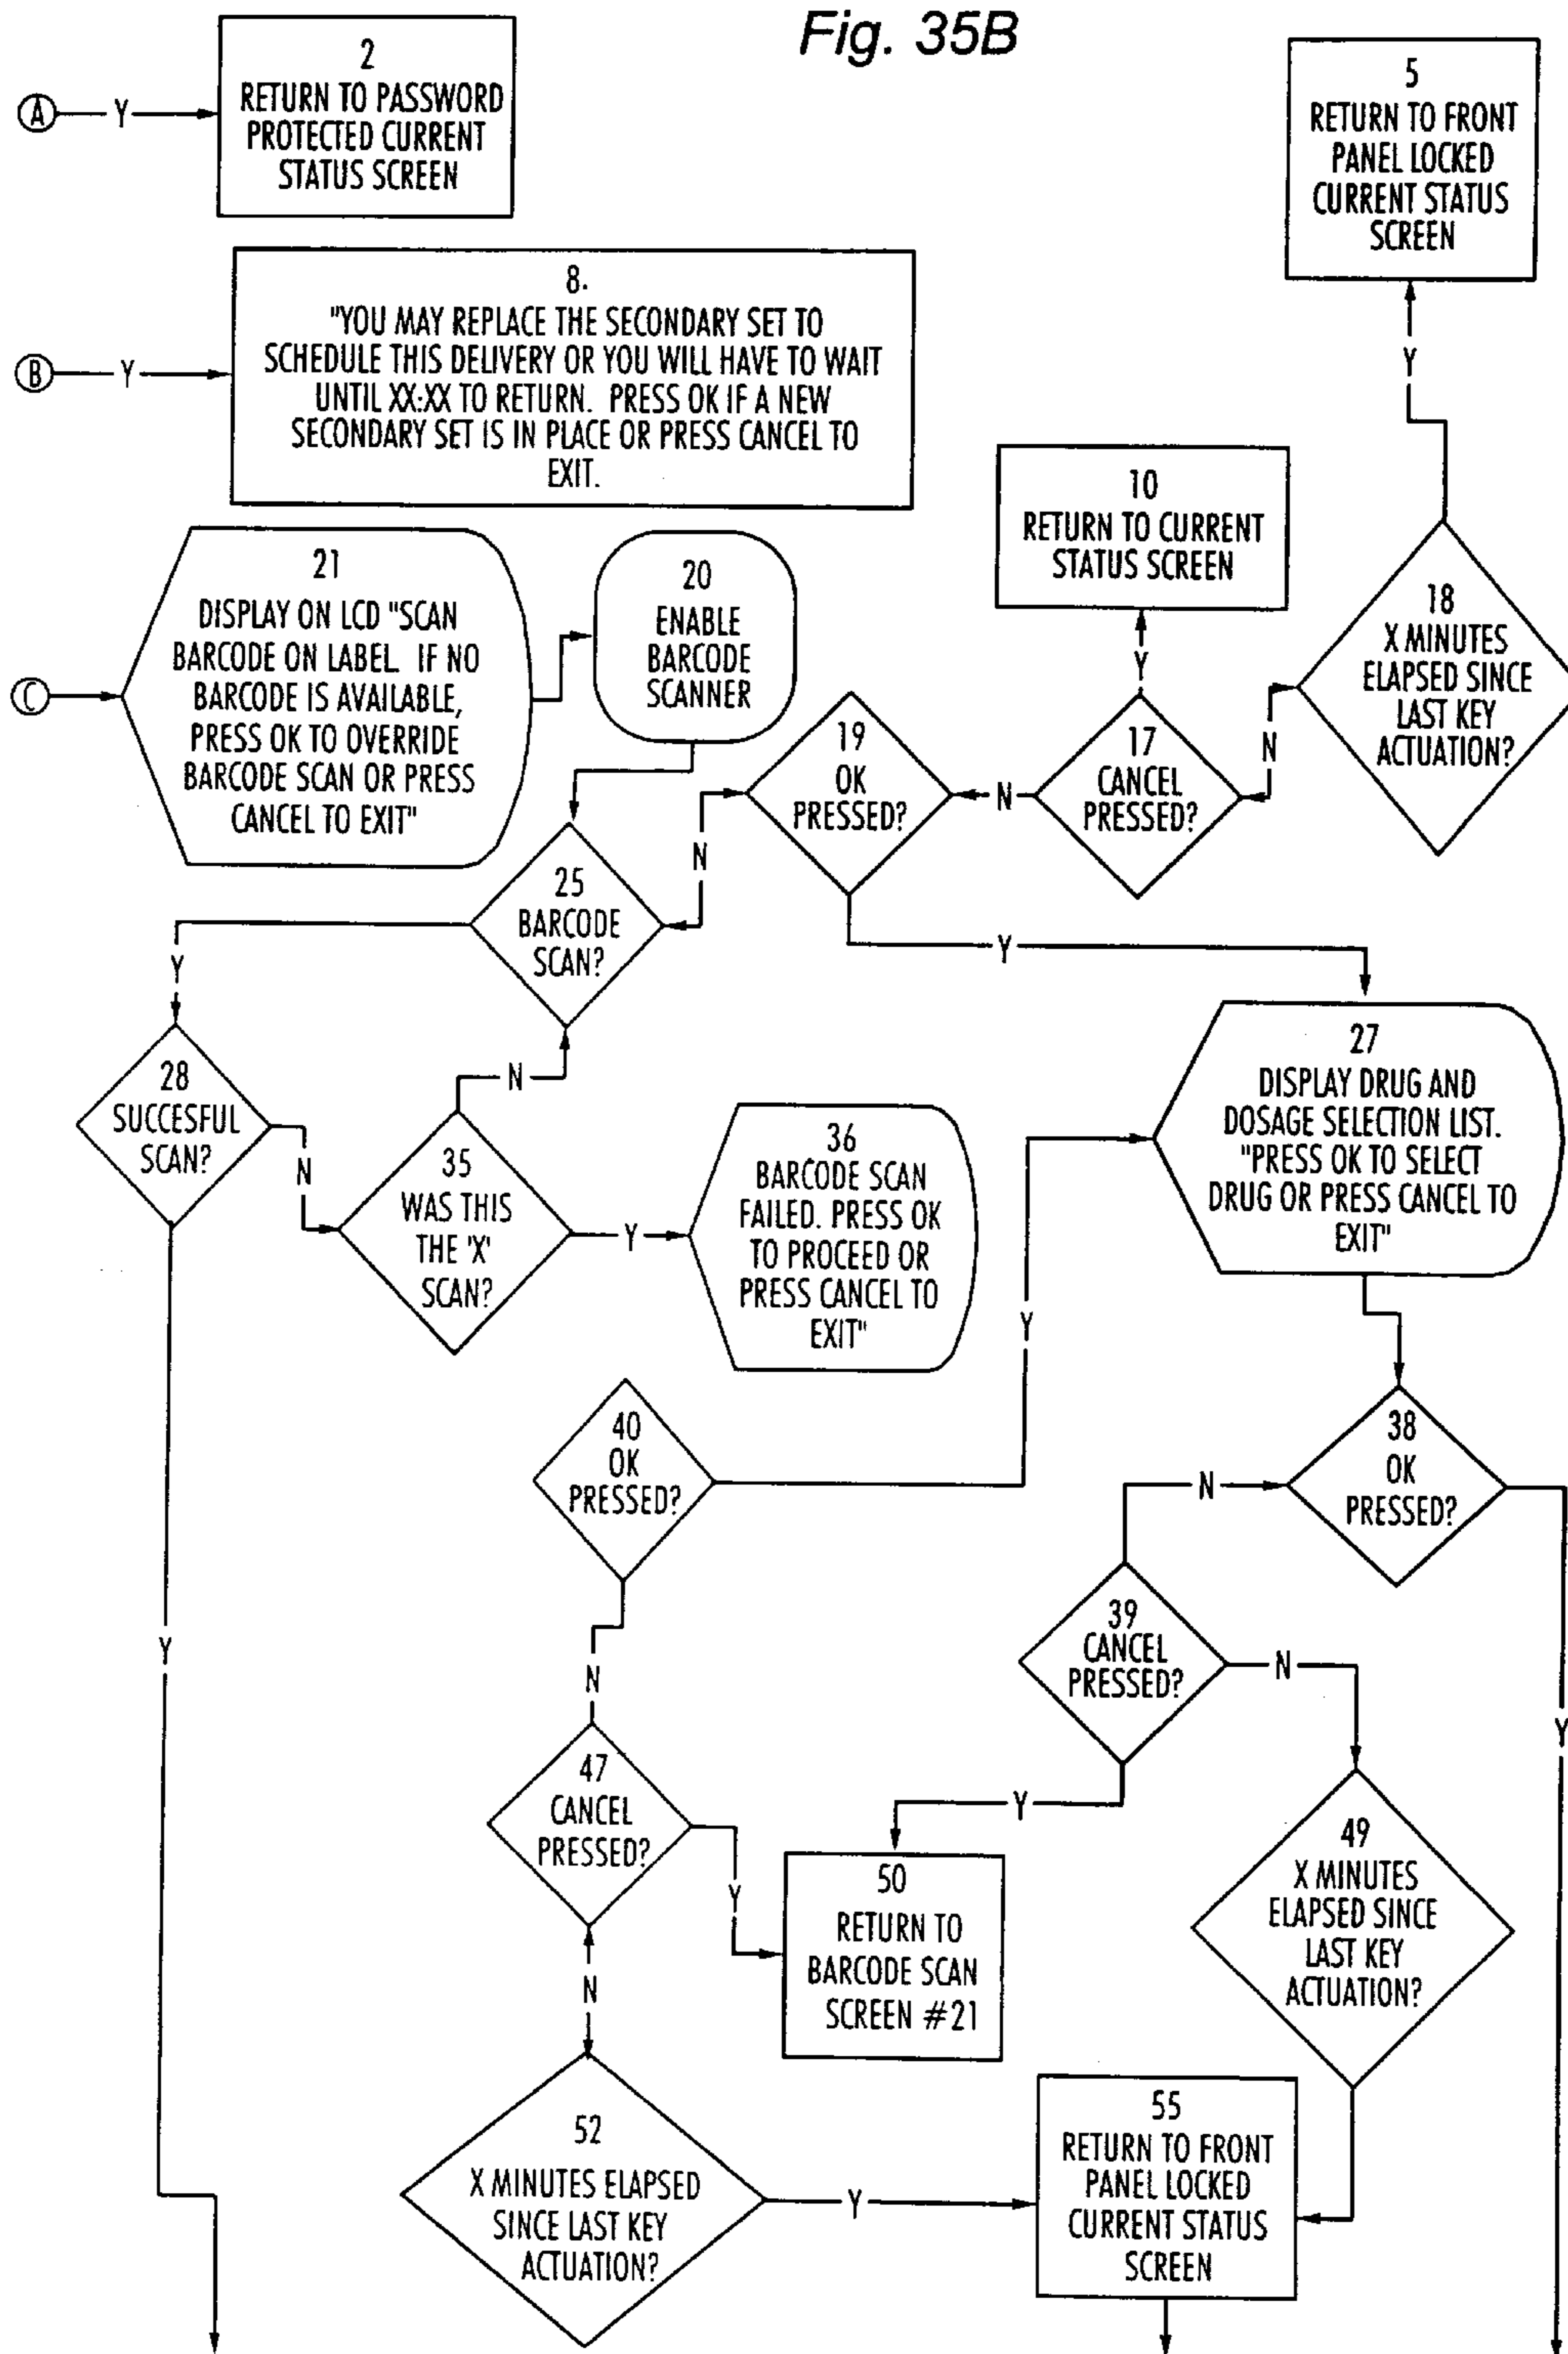 Fig. 35B
A
Y
2
RETURN TO PASSWORD
PROTECTED CURRENT
STATUS SCREEN
5
RETURN TO FRONT
PANEL LOCKED
CURRENT STATUS
SCREEN
Y
B
Y
8.
"YOU MAY REPLACE THE SECONDARY SET TO
SCHEDULE THIS DELIVERY OR YOU WILL HAVE TO WAIT
UNTIL XX:XX TO RETURN. PRESS OK IF A NEW
SECONDARY SET IS IN PLACE OR PRESS CANCEL TO
EXIT.
10
RETURN TO CURRENT
STATUS SCREEN
Y
C
21
DISPLAY ON LCD "SCAN
BARCODE ON LABEL. IF NO
BARCODE IS AVAILABLE,
PRESS OK TO OVERRIDE
BARCODE SCAN OR PRESS
CANCEL TO EXIT"
20
ENABLE
BARCODE
SCANNER
19
OK
PRESSED?
N
17
CANCEL
PRESSED?
N
18
X MINUTES
ELAPSED SINCE
LAST KEY
ACTUATION?
N
25
BARCODE
SCAN?
Y
Y
28
SUCCESFUL
SCAN?
N
N
35
WAS THIS
THE 'X'
SCAN?
Y
36
BARCODE SCAN
FAILED. PRESS OK
TO PROCEED OR
PRESS CANCEL TO
EXIT"
27
DISPLAY DRUG AND
DOSAGE SELECTION LIST.
"PRESS OK TO SELECT
DRUG OR PRESS CANCEL TO
EXIT"
Y
40
OK
PRESSED?
38
OK
PRESSED?
N
39
CANCEL
PRESSED?
N
Y
Y
N
47
CANCEL
PRESSED?
Y
Y
49
X MINUTES
ELAPSED SINCE
LAST KEY
ACTUATION?
50
RETURN TO
BARCODE SCAN
SCREEN #21
N
52
X MINUTES ELAPSED
SINCE LAST KEY
ACTUATION?
Y
55
RETURN TO FRONT
PANEL LOCKED
CURRENT STATUS
SCREEN